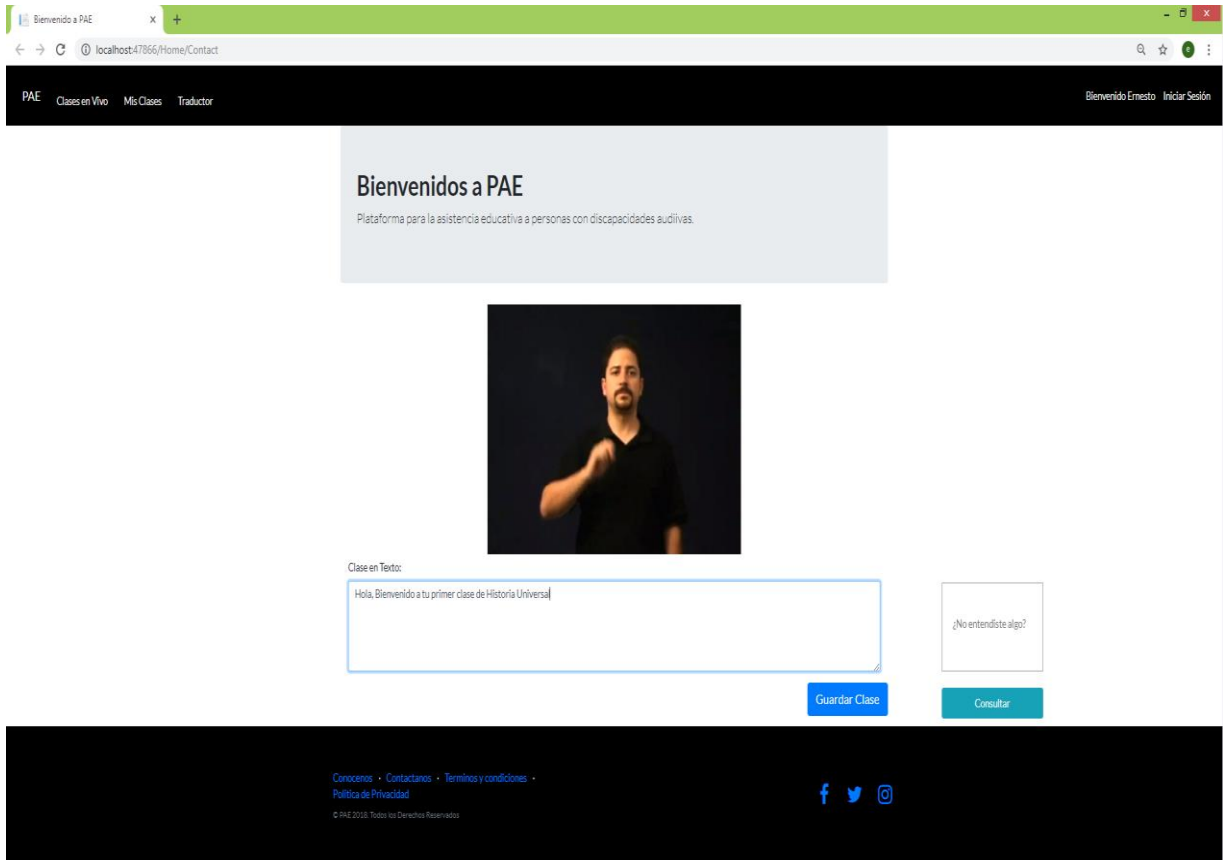 Bienvenido a PAE
localhost:47866/Home/Contact
PAE Clases en Vivo Mis Clases Traductor Bienvenido Ernesto Iniciar Sesión
Bienvenidos a PAE
Plataforma para la asistencia educativa a personas con discapacidades audiivas.
Clase en Texto:
Hola, Bienvenido a tu primer clase de Historia Universal
¿No entendiste algo?
Guardar Clase
Consultar
Conocenos · Contactanos · Terminos y condiciones ·
Politica de Privacidad
© PAE 2018. Todos los Derechos Reservados